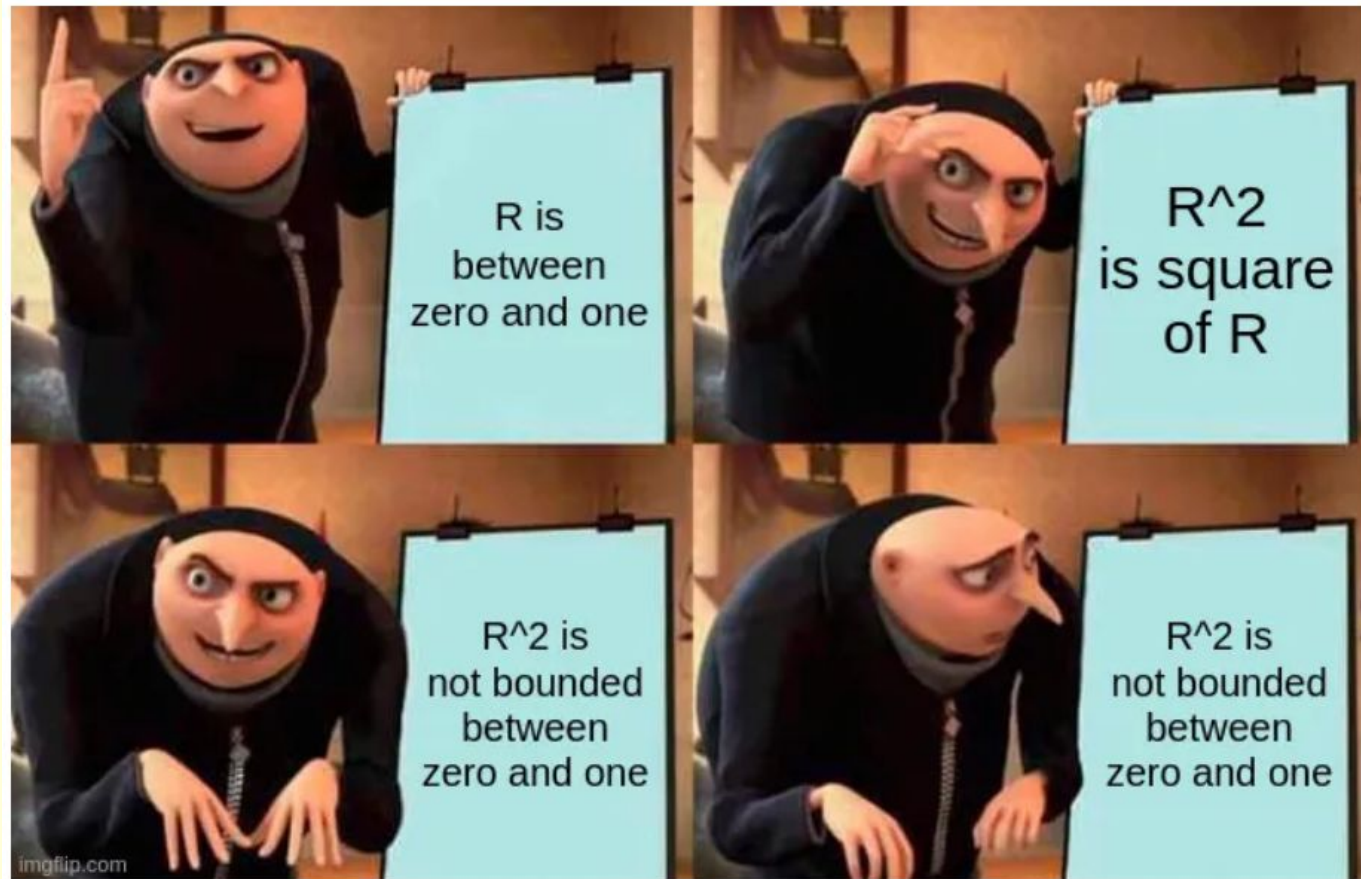 R is
between
zero and one
R^2
is square
of R
R^2 is
not bounded
between
zero and one
R^2 is
not bounded
between
zero and one
imgflip.com